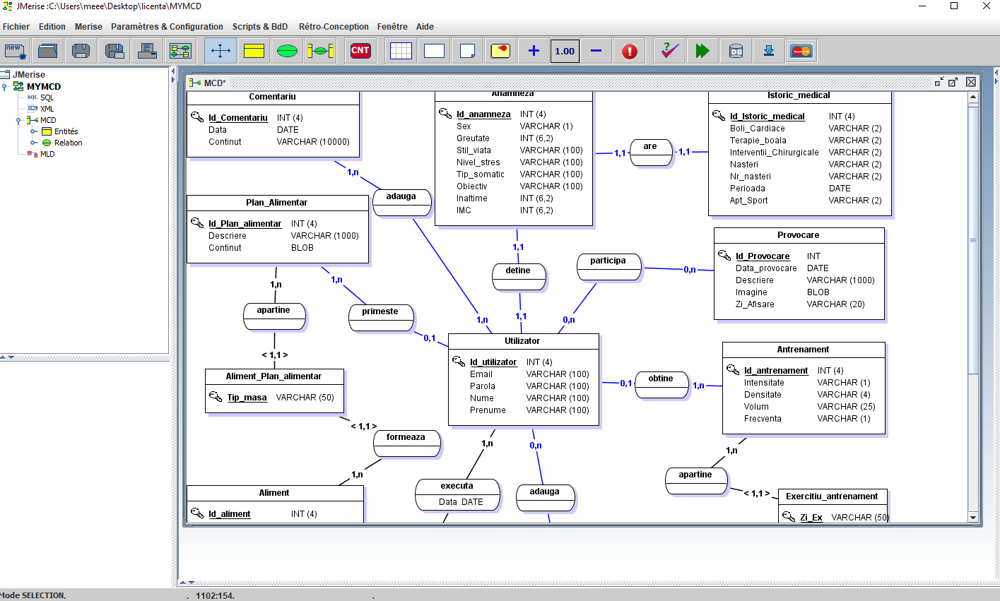 JMerise :C:\Users\meee\Desktop\licenta\MYMCD
Fichier Edition Merise Paramètres & Configuration Scripts & BdD Rétro-Conception Fenêtre Aide
new CNT 1.00 DB
JMerise
MYMCD
SQL SQL
XML
MCD
Entités
Relation
MLD
MCD*
Comentariu
Id_Comentariu INT (4)
Data DATE
Continut VARCHAR (10000)
Anamneza
Id_anamneza INT (4)
Sex VARCHAR (1)
Greutate INT (6,2)
Stil_viata VARCHAR (100)
Nivel_stres VARCHAR (100)
Tip_somatic VARCHAR (100)
Obiectiv VARCHAR (100)
Inaltime INT (6,2)
IMC INT (6,2)
1,1
are
1,1
Istoric_medical
Id_Istoric_medical INT (4)
Boli_Cardiace VARCHAR (2)
Terapie_boala VARCHAR (2)
Interventii_Chirurgicale VARCHAR (2)
Nasteri VARCHAR (2)
Nr_nasteri VARCHAR (2)
Perioada DATE
Apt_Sport VARCHAR (2)
1,n
adauga
1,n
Plan_Alimentar
Id_Plan_alimentar INT (4)
Descriere VARCHAR (1000)
Continut BLOB
1,1
detine
1,1
participa
0,n
0,n
Provocare
Id_Provocare INT
Data_provocare DATE
Descriere VARCHAR (1000)
Imagine BLOB
Zi_Afisare VARCHAR (20)
1,n
apartine
< 1,1 >
1,n
primeste
0,1
Utilizator
Id_utilizator INT (4)
Email VARCHAR (100)
Parola VARCHAR (100)
Nume VARCHAR (100)
Prenume VARCHAR (100)
0,1
obtine
1,n
Antrenament
Id_antrenament INT (4)
Intensitate VARCHAR (1)
Densitate VARCHAR (4)
Volum VARCHAR (25)
Frecventa VARCHAR (1)
Aliment_Plan_alimentar
Tip_masa VARCHAR (50)
< 1,1 >
formeaza
1,n
1,n
executa
Data DATE
0,n
adauga
1,n
apartine
< 1,1 >
Aliment
Id_aliment INT (4)
Exercitiu_antrenament
Zi_Ex VARCHAR (50)
Mode SELECTION. . 1102:154. .